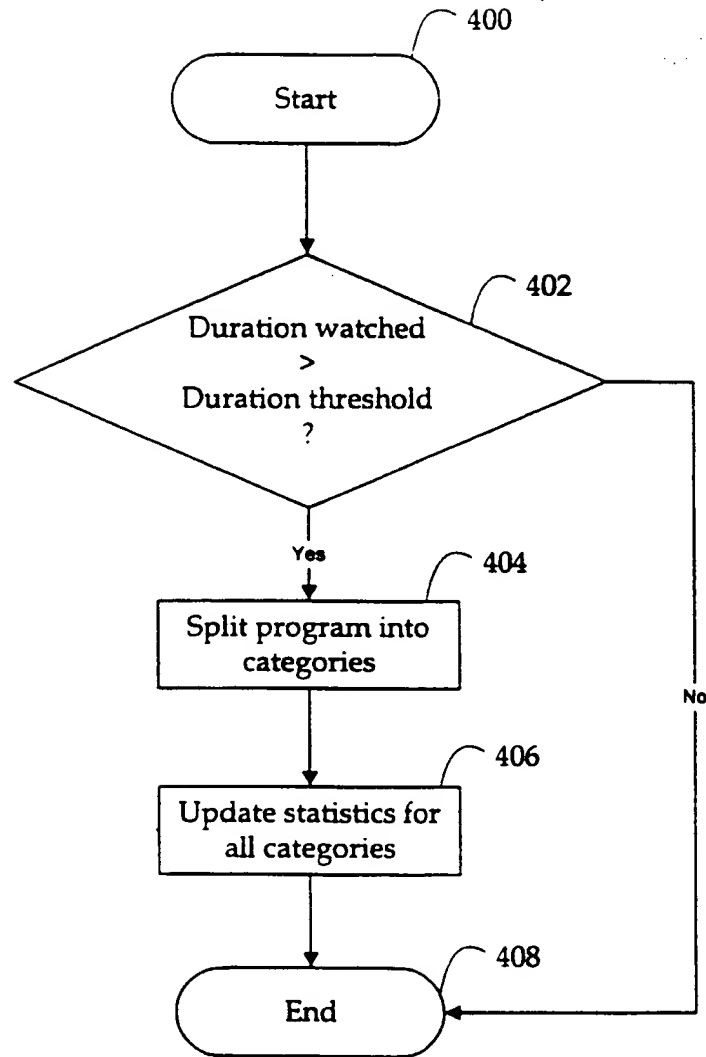 400
Start
402
Duration watched
>
Duration threshold
?
Yes
404
Split program into
categories
No
406
Update statistics for
all categories
408
End